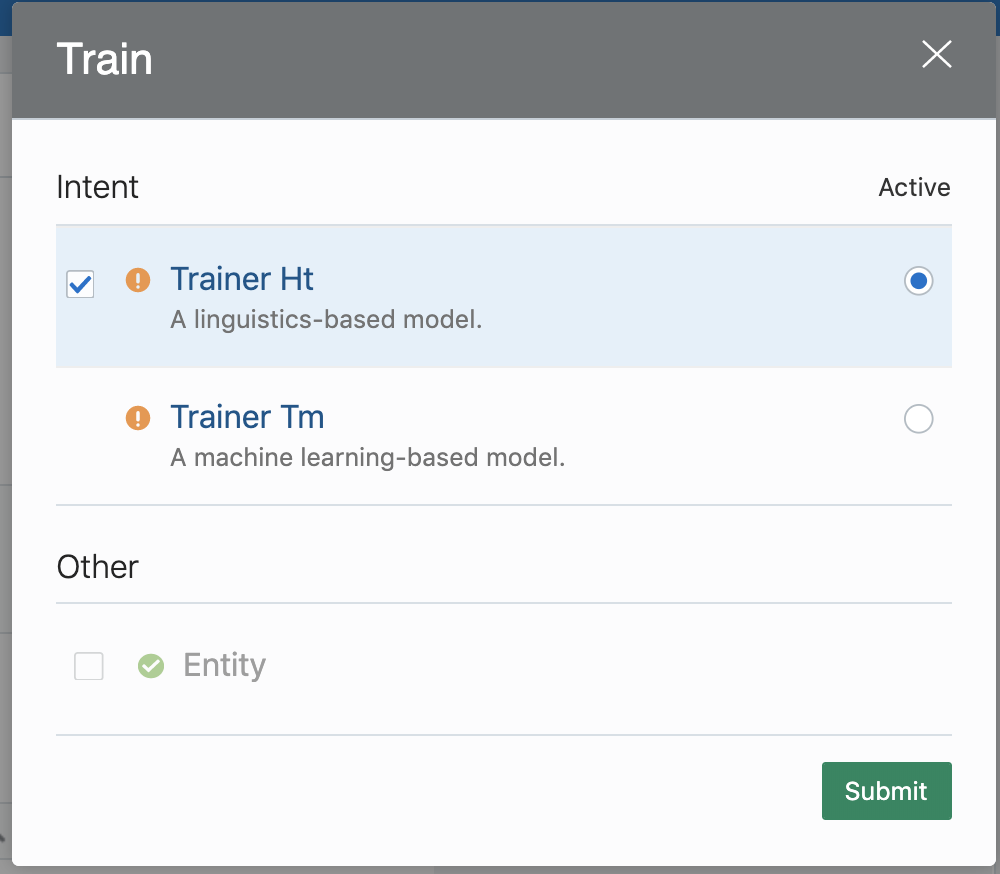 Train
Intent
Active
Trainer Ht
A linguistics-based model.
Trainer Tm
A machine learning-based model.
Other
Entity
Submit